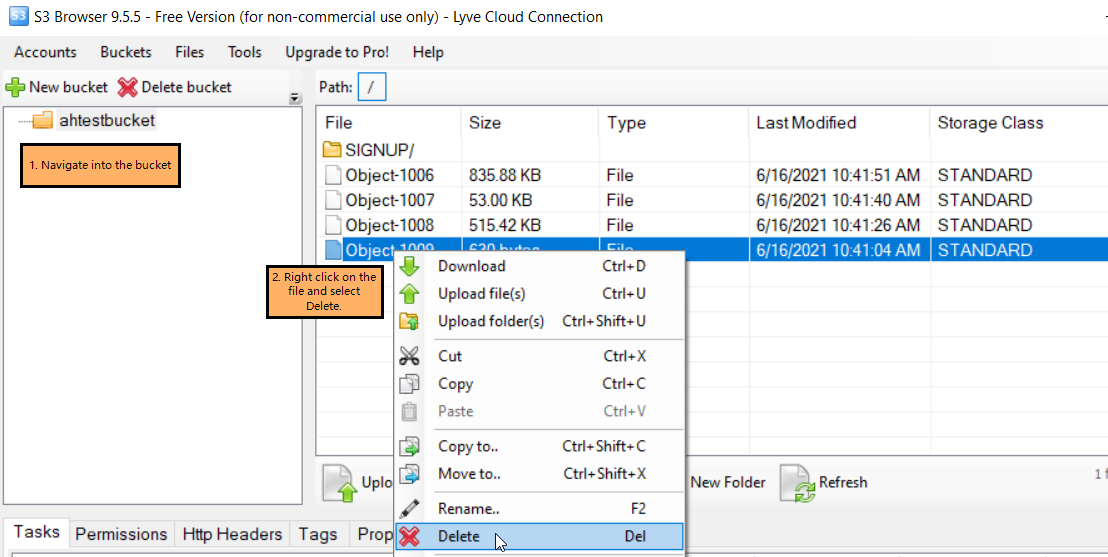 S3 S3 Browser 9.5.5 - Free Version (for non-commercial use only) - Lyve Cloud Connection
Accounts Buckets Files Tools Upgrade to Pro! Help
New bucket Delete bucket Path: /
ahtestbucket
1. Navigate into the bucket
File Size Type Last Modified Storage Class
SIGNUP/
Object-1006 835.88 KB File 6/16/2021 10:41:51 AM STANDARD
Object-1007 53.00 KB File 6/16/2021 10:41:40 AM STANDARD
Object-1008 515.42 KB File 6/16/2021 10:41:26 AM STANDARD
Object-1009 630 bytes File 6/16/2021 10:41:04 AM STANDARD
2. Right click on the
file and select
Delete.
Download Ctrl+D
Upload file(s) Ctrl+U
Upload folder(s) Ctrl+Shift+U
Cut Ctrl+X
Copy Ctrl+C
Paste Ctrl+V
Copy to.. Ctrl+Shift+C
Move to.. Ctrl+Shift+X
Rename.. F2
Delete Del
Uplo New Folder Refresh 1 f
Tasks Permissions Http Headers Tags Prop